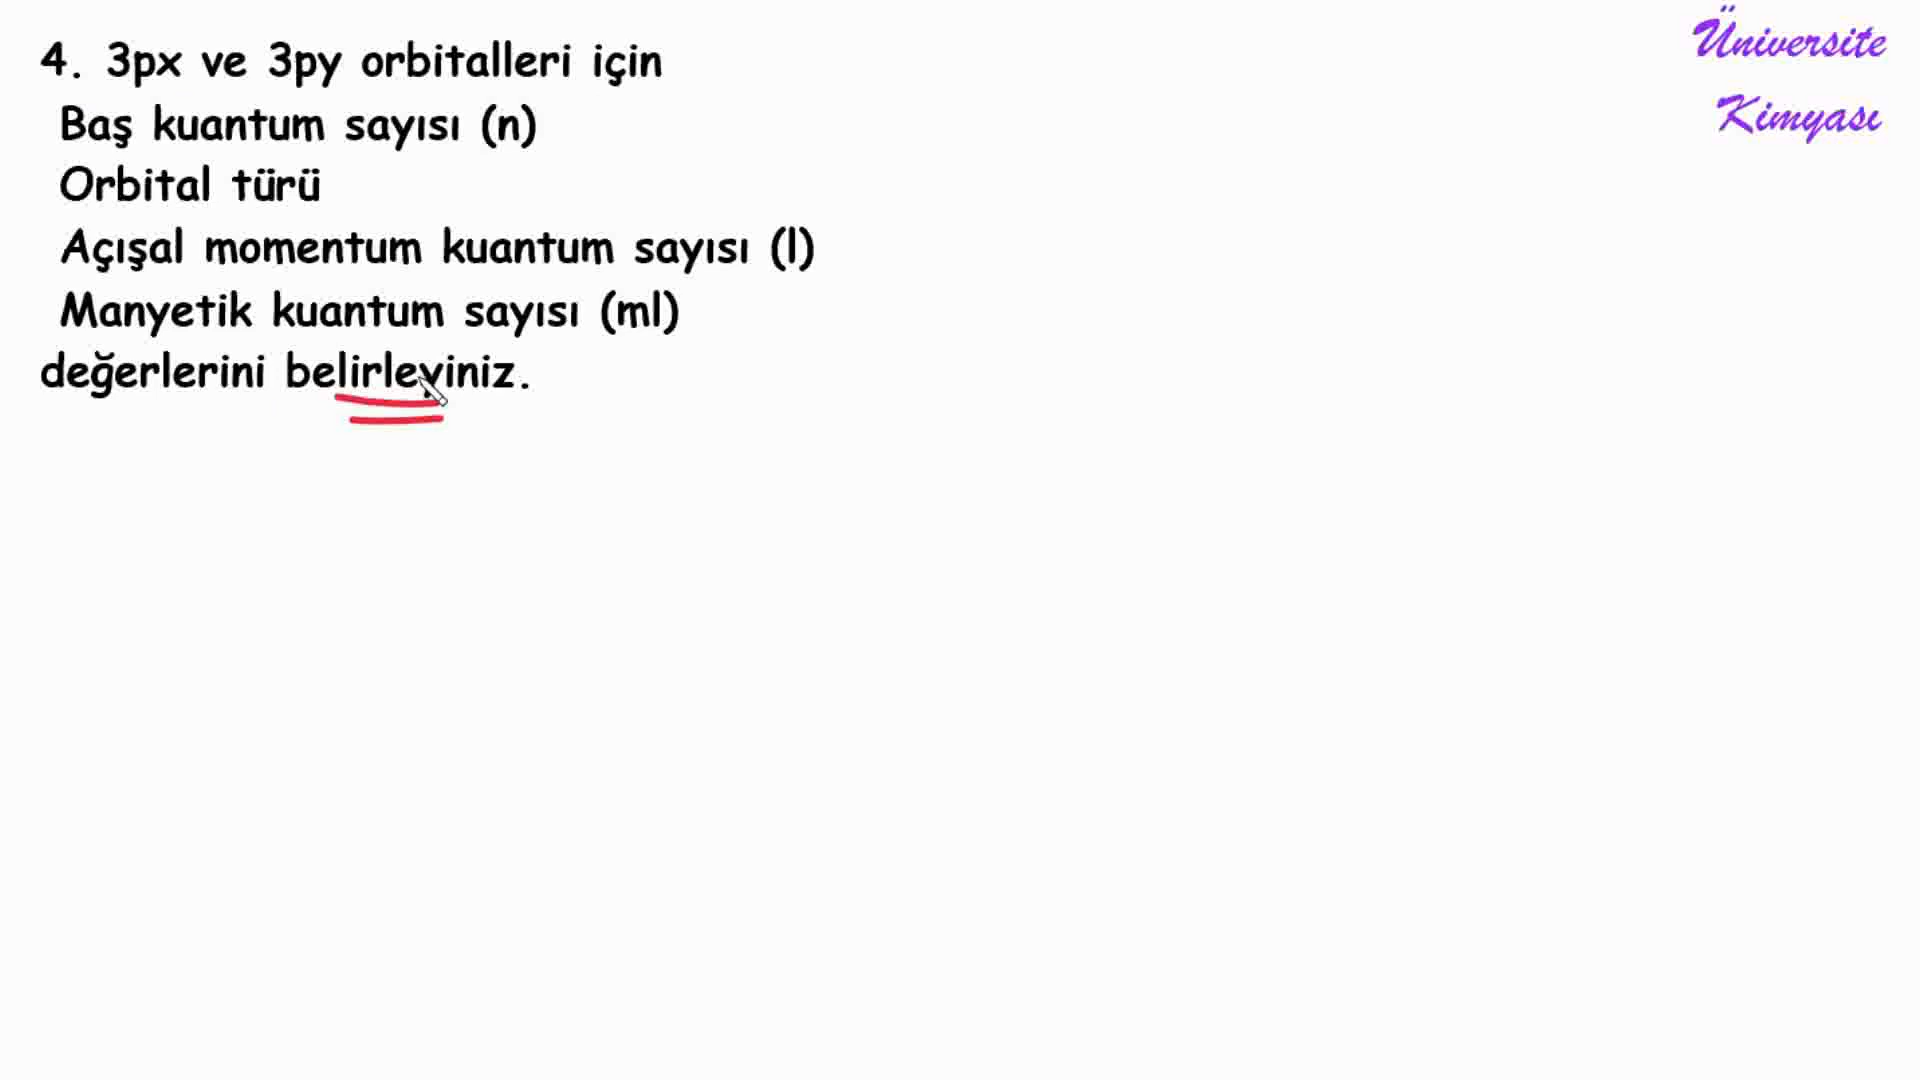 4. 3px ve 3py orbitalleri için
Baş kuantum sayısı (n)
Orbital türü
Açışal momentum kuantum sayısı (l)
Manyetik kuantum sayısı (ml)
değerlerini belirleyiniz.
Üniversite
Kimyası